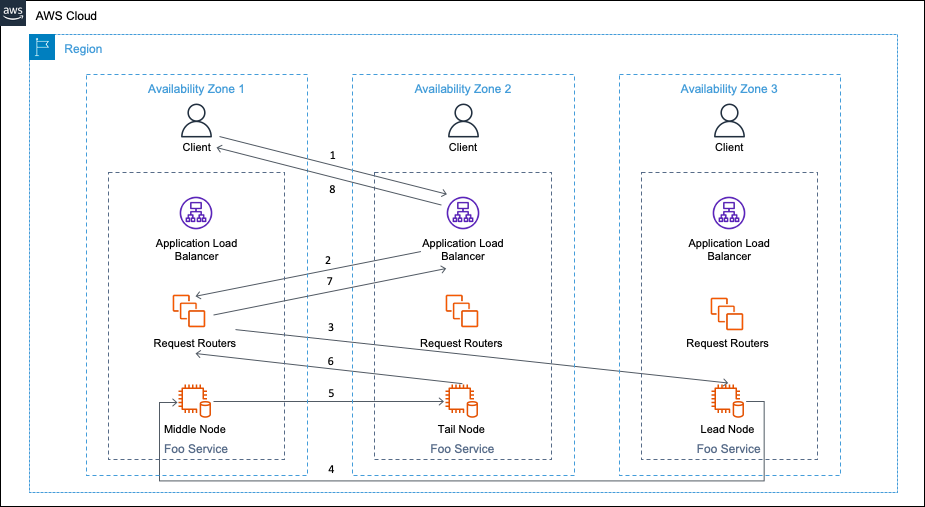 aws
AWS Cloud
Region
Availability Zone 1
Availability Zone 2
Availability Zone 3
Client
Client
Client
1
8
Application Load
Balancer
Application Load
Balancer
Application Load
Balancer
2
7
Request Routers
Request Routers
Request Routers
3
6
5
Middle Node
Tail Node
Lead Node
Foo Service
Foo Service
Foo Service
4